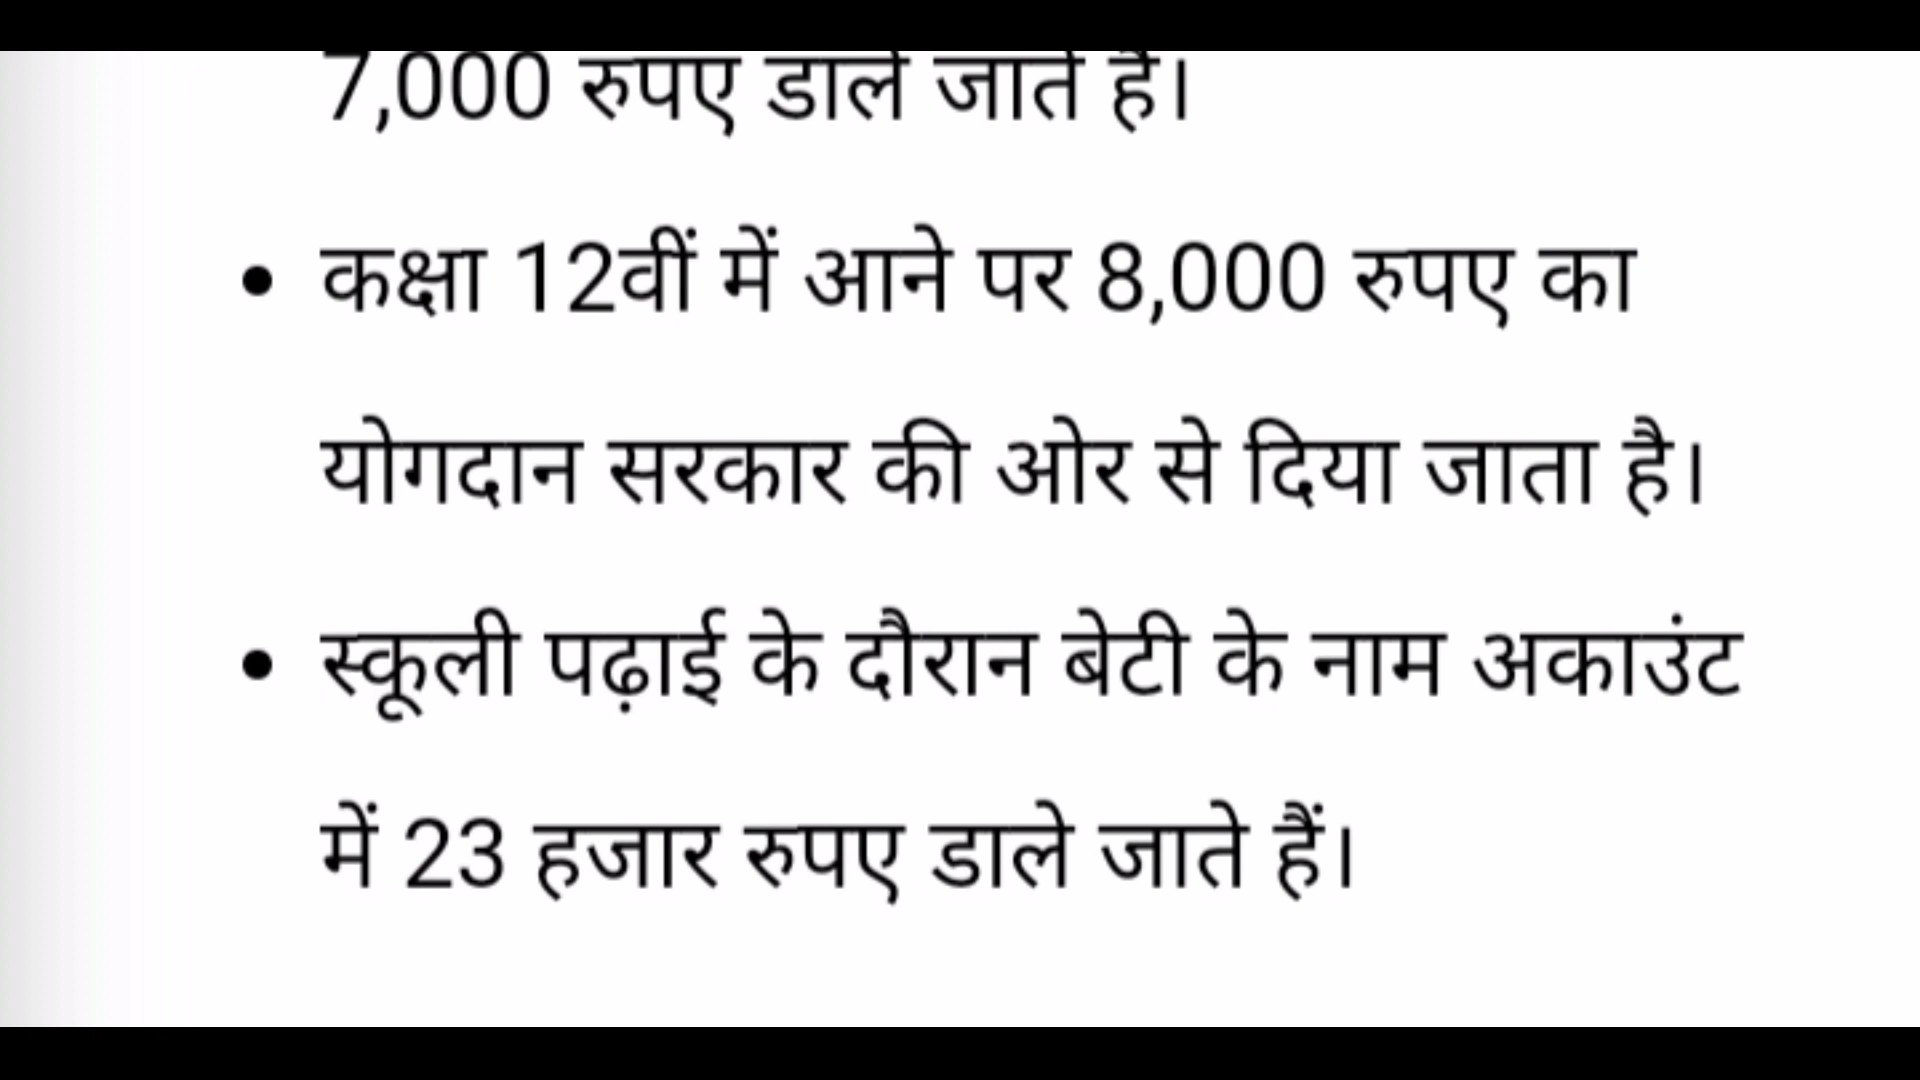 7,000 रुपए डाले जाते हैं।
• कक्षा 12वीं में आने पर 8,000 रुपए का
योगदान सरकार की ओर से दिया जाता है।
• स्कूली पढ़ाई के दौरान बेटी के नाम अकाउंट
में 23 हजार रुपए डाले जाते हैं।